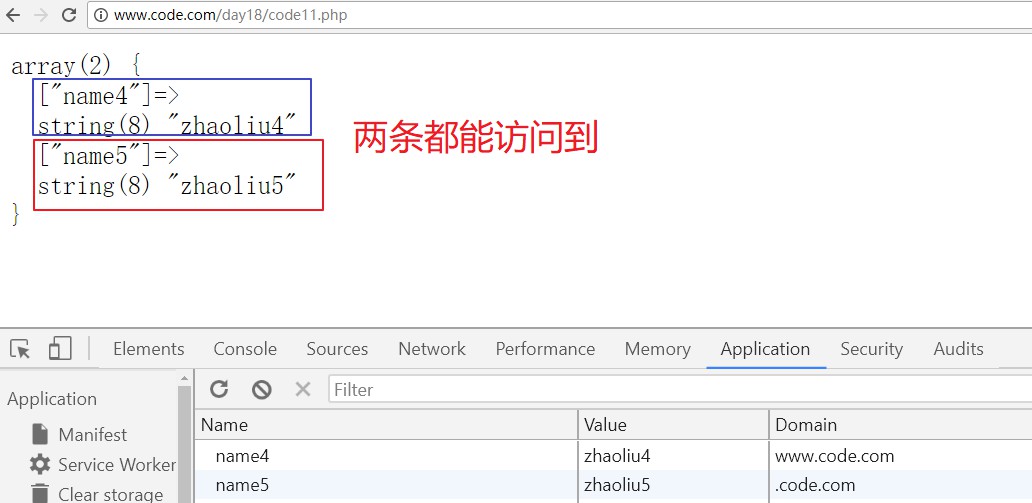 www.code.com/day18/code11.php
array(2) {
["name4"]=>
string(8) "zhaoliu4"
["name5"]=>
string(8) "zhaoliu5"
}
两条都能访问到
Elements Console Sources Network Performance Memory Application Security Audits
Application
Manifest
Service Worker
Clear storage
Filter
Name Value Domain
name4 zhaoliu4 www.code.com
name5 zhaoliu5 .code.com